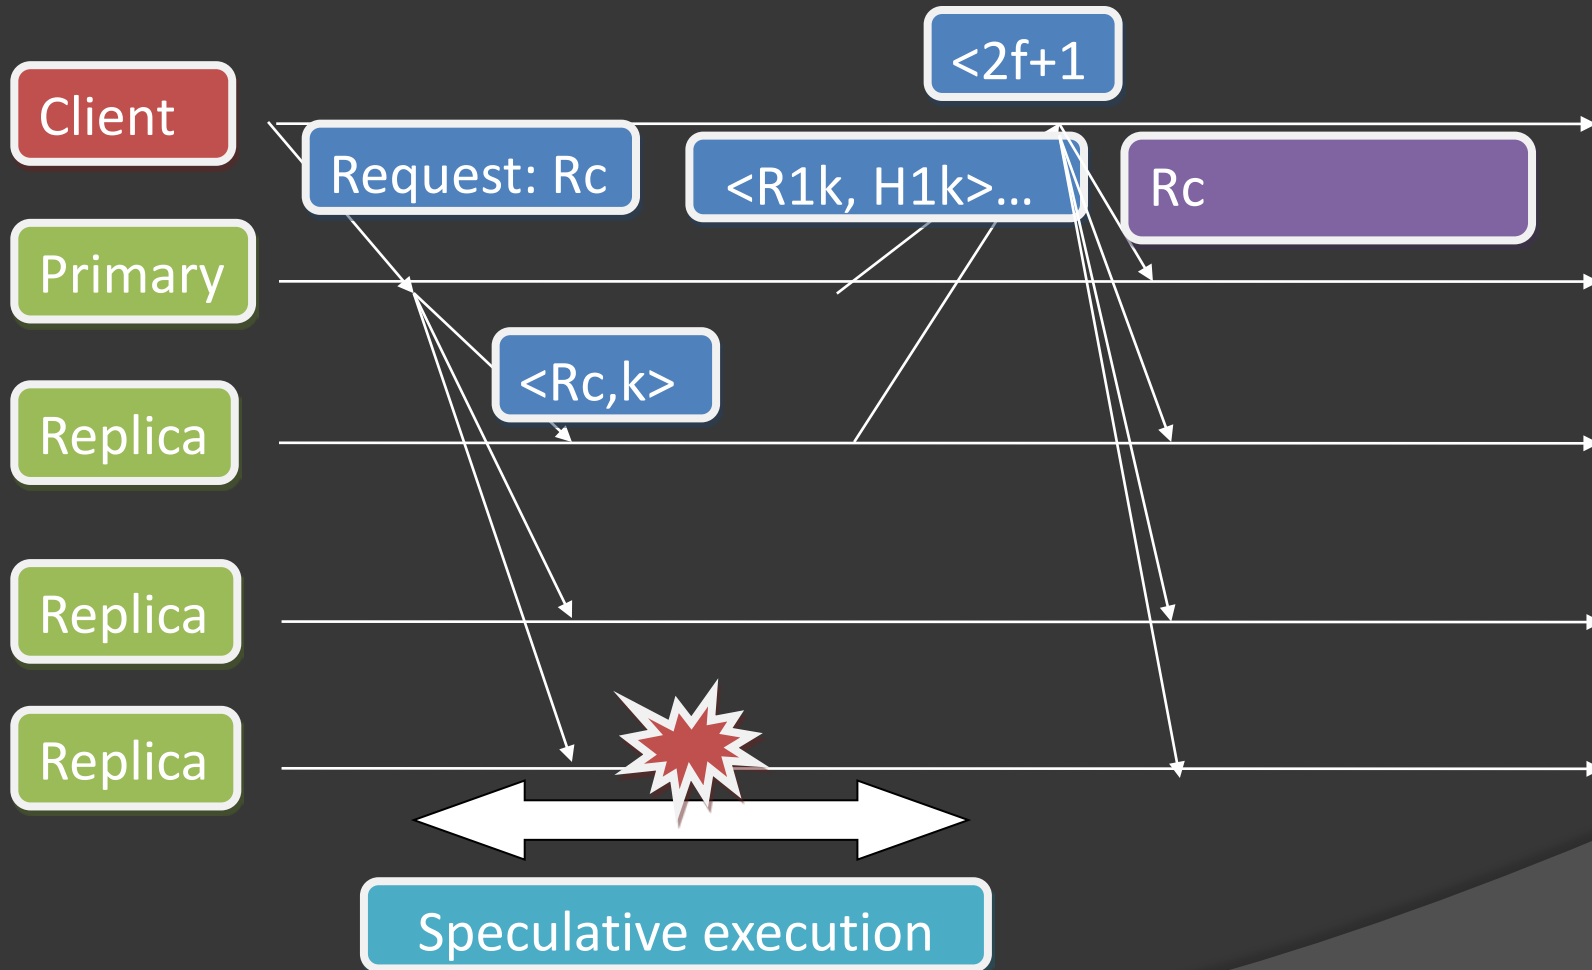 <2f+1
Client
Request: Rc
<R1k, H1k>…
Rc
Primary
<Rc,k>
Replica
Replica
Replica
Speculative execution